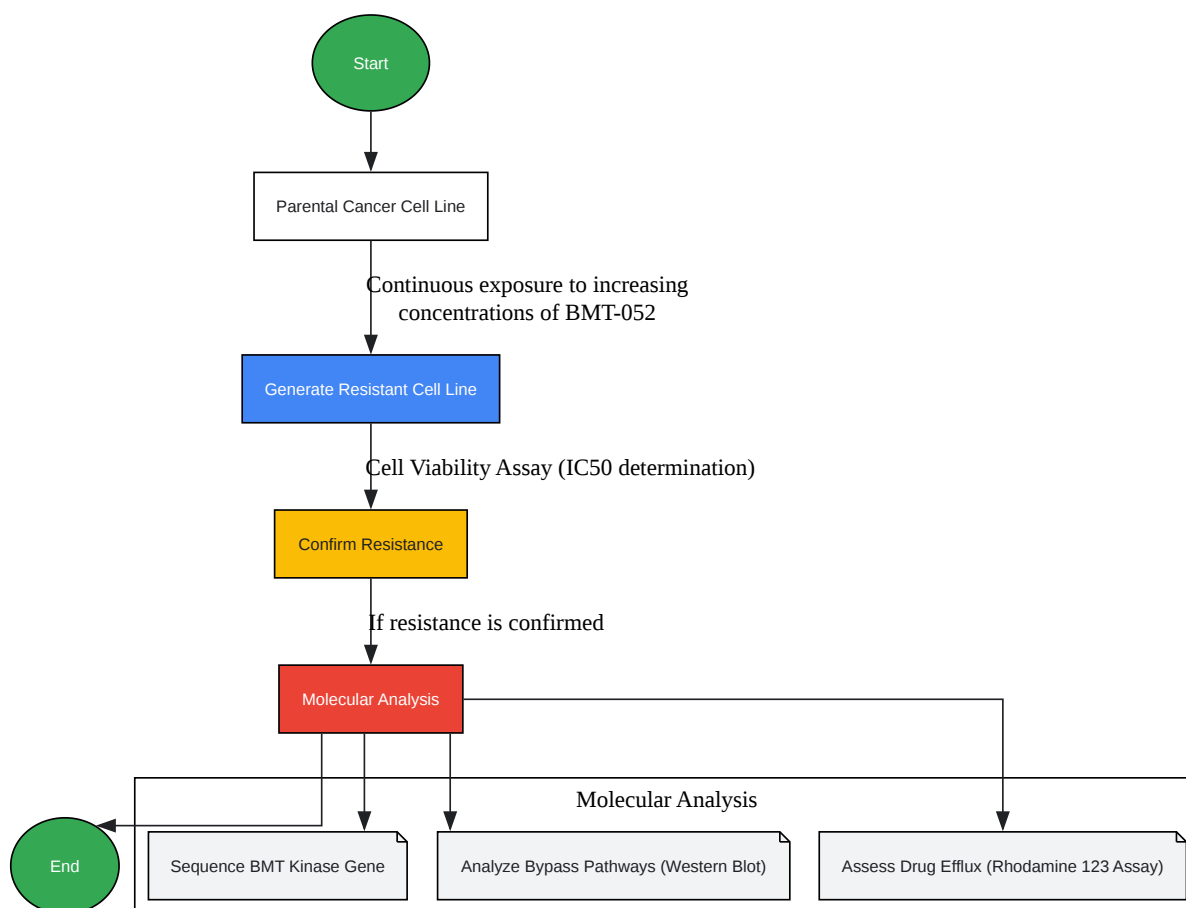 Start
Parental Cancer Cell Line
Continuous exposure to increasing
concentrations of BMT-052
Generate Resistant Cell Line
Cell Viability Assay (IC50 determination)
Confirm Resistance
If resistance is confirmed
Molecular Analysis
Molecular Analysis
End
Sequence BMT Kinase Gene
Analyze Bypass Pathways (Western Blot)
Assess Drug Efflux (Rhodamine 123 Assay)